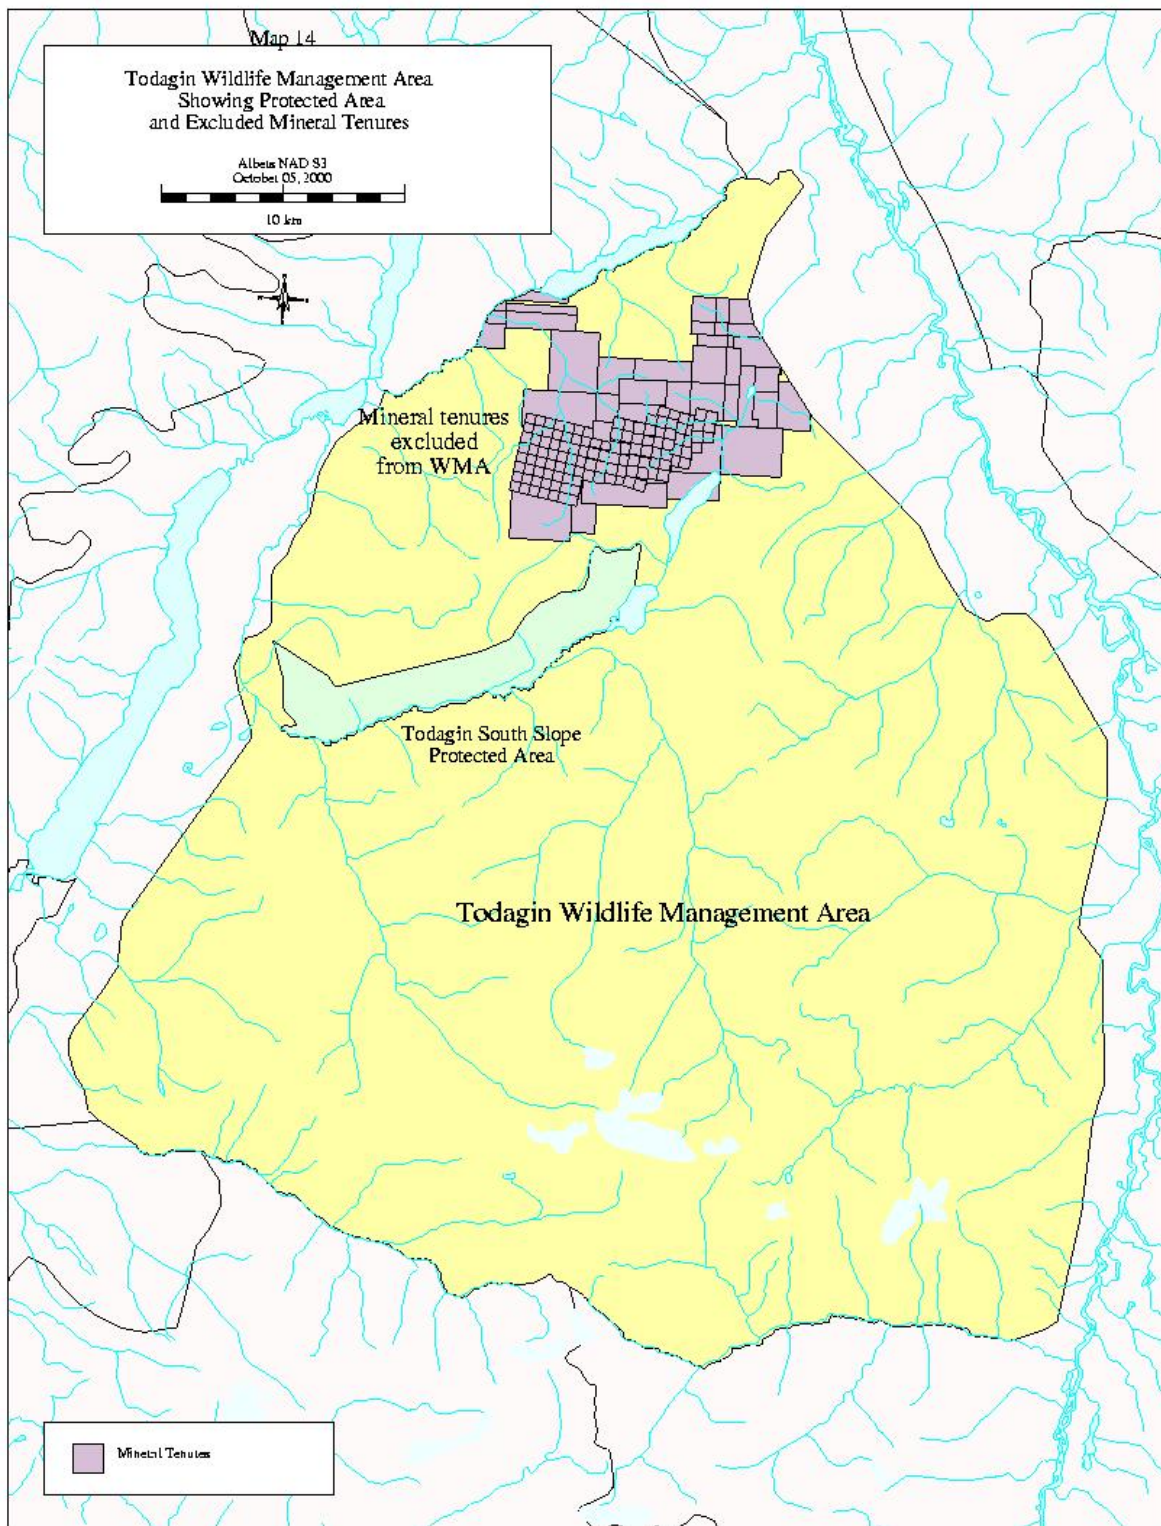 Map 14
Todagin Wildlife Management Area
Showing Protected Area
and Excluded Mineral Tenures
Albers NAD 83
October 05, 2000
10 km
Mineral tenures
excluded
from WMA
Todagin South Slope
Protected Area
Todagin Wildlife Management Area
Mineral Tenures